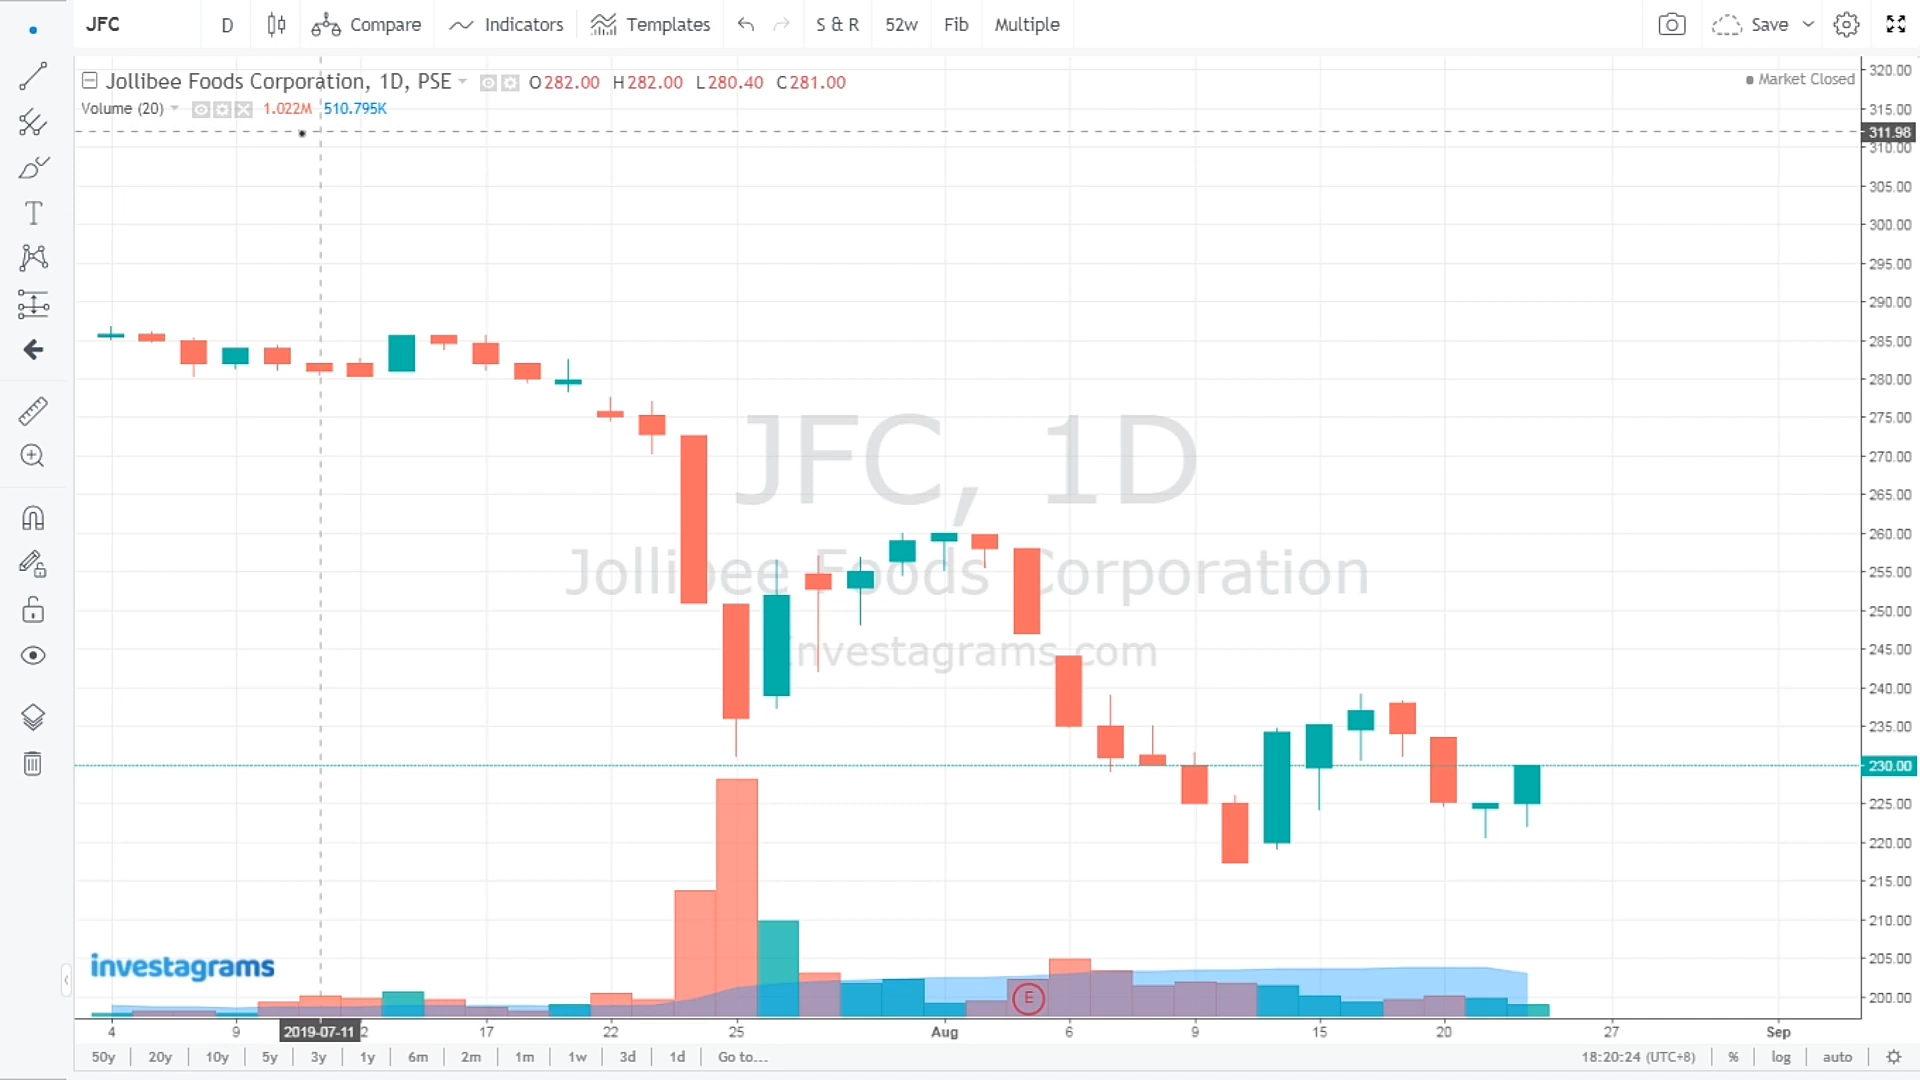 JFC D Compare Indicators Templates S & R 52w Fib Multiple Save
Jollibee Foods Corporation, 1D, PSE O282.00 H282.00 L280.40 C281.00
Market Closed
Volume (20) 1.022M 510.795K
320.00
315.00
311.98
310.00
305.00
300.00
295.00
290.00
285.00
280.00
275.00
270.00
265.00
260.00
255.00
250.00
245.00
240.00
235.00
230.00
225.00
220.00
215.00
210.00
205.00
200.00
JFC, 1D
Jollibee Foods Corporation
investagrams.com
investagrams
E
4 9 2019-07-11 2 17 22 25 Aug 6 9 15 20 27 Sep
50y 20y 10y 5y 3y 1y 6m 2m 1m 1w 3d 1d Go to... 18:20:24 (UTC+8) % log auto